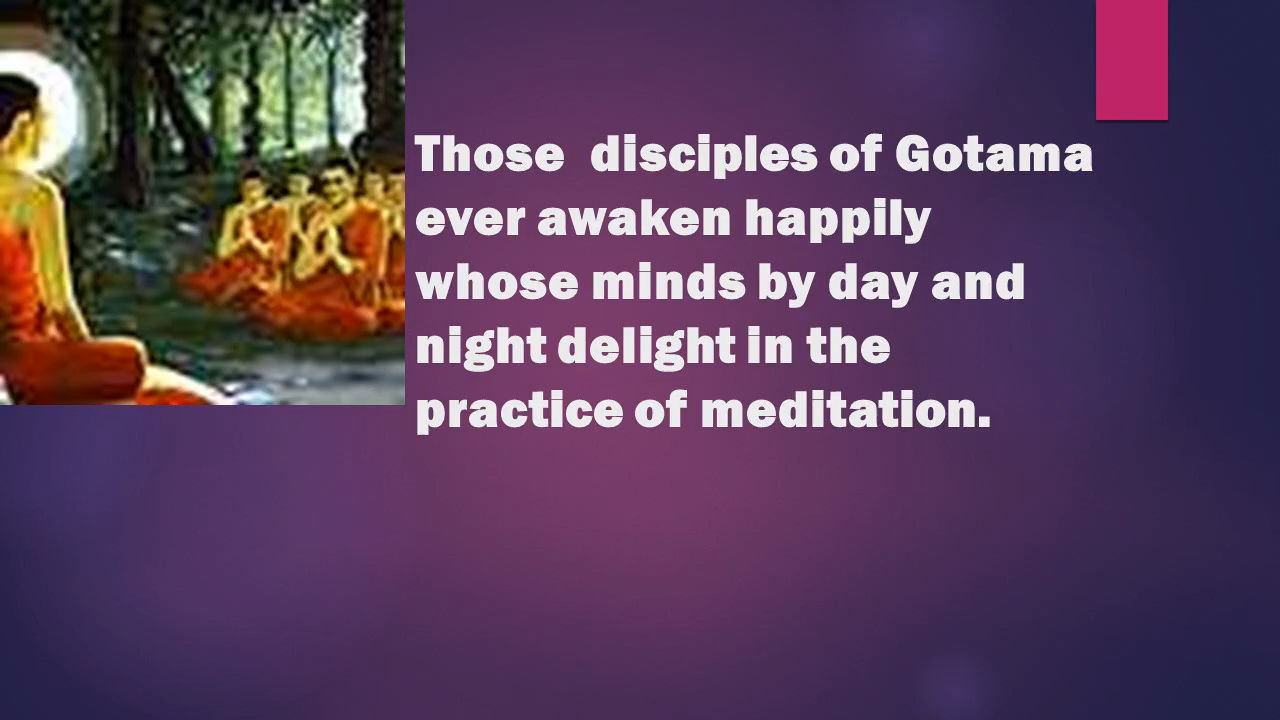 Those  disciples of Gotama
ever awaken happily
whose minds by day and
night delight in the
practice of meditation.